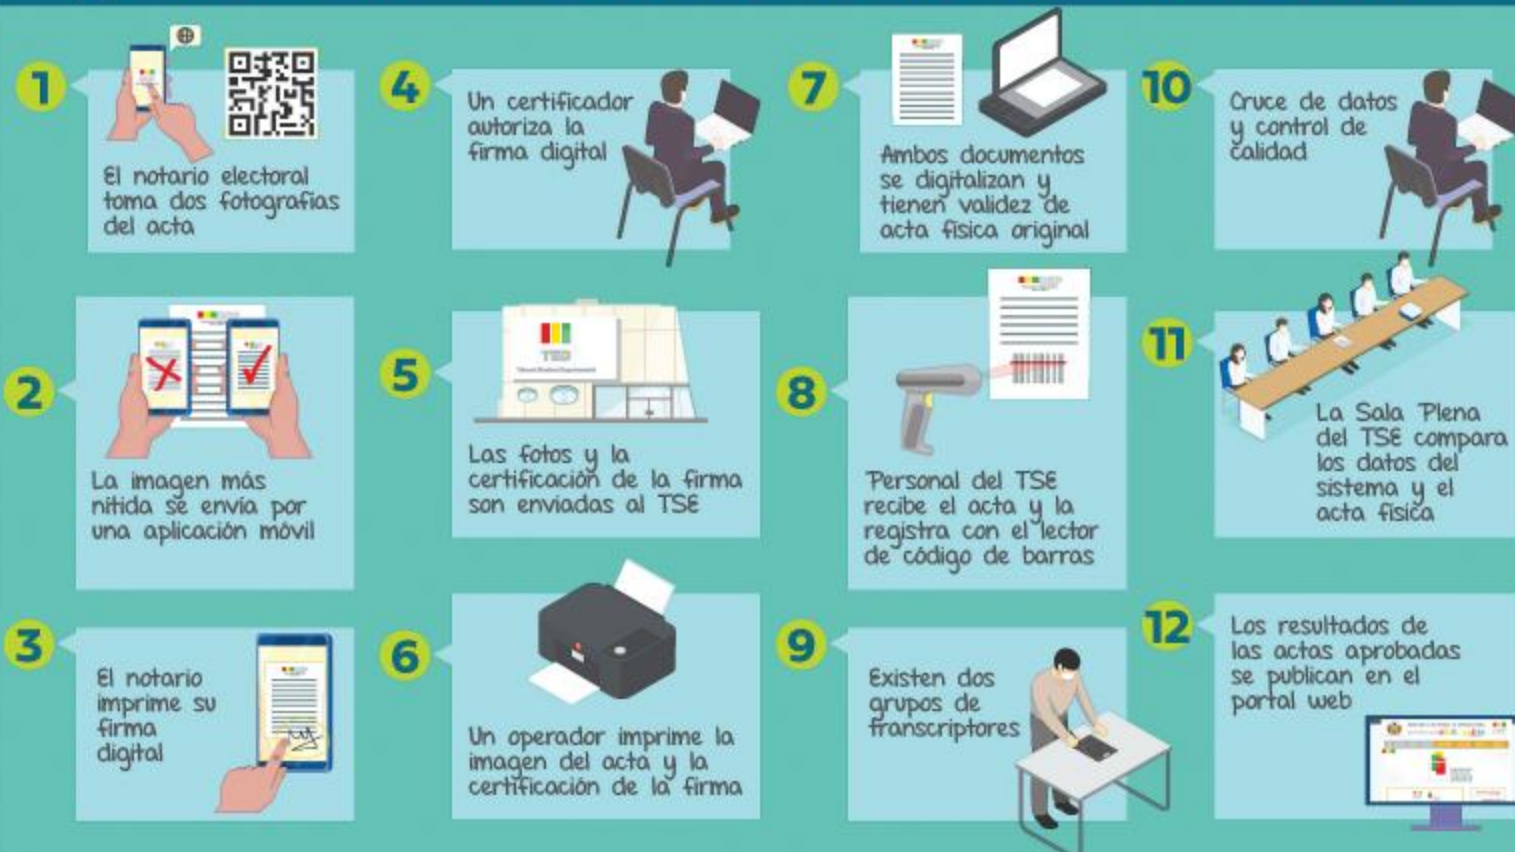 1
El notario electoral
toma dos fotografías
del acta
2
La imagen más
nítida se envía por
una aplicación móvil
3
El notario
imprime su
firma
digital
4
Un certificador
autoriza la
firma digital
5
TED
Las fotos y la
certificación de la firma
son enviadas al TSE
6
Un operador imprime la
imagen del acta y la
certificación de la firma
7
Ambos documentos
se digitalizan y
tienen validez de
acta física original
8
Personal del TSE
recibe el acta y la
registra con el lector
de código de barras
9
Existen dos
grupos de
transcriptores
10
Cruce de datos
y control de
calidad
11
La Sala Plena
del TSE compara
los datos del
sistema y el
acta física
12
Los resultados de
las actas aprobadas
se publican en el
portal web